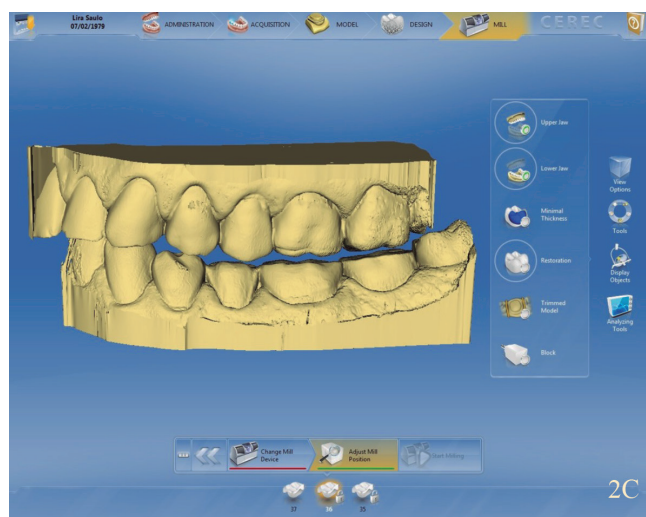 Lira Saulo
07/02/1979
ADMINISTRATION
ACQUISITION
MODEL
DESIGN
MILL
CEREC
Upper Jaw
Lower Jaw
Minimal
Thickness
Restoration
Trimmed
Model
Block
View
Options
Tools
Display
Objects
Analyzing
Tools
Change Mill
Device
Adjust Mill
Position
Start Milling
37
36
35
2C